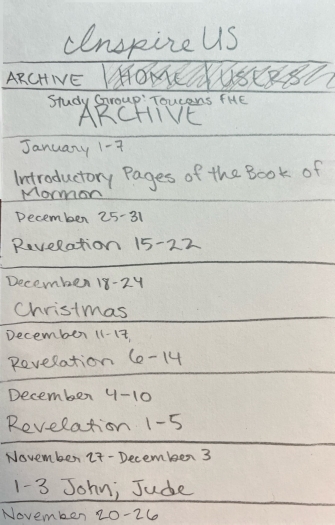 Inspire US
ARCHIVE HOME USERS
Study Group: Toucans FHE
ARCHIVE
January 1-7
Introductory Pages of the Book of
Mormon
December 25-31
Revelation 15-22
December 18-24
Christmas
December 11-17
Revelation 6-14
December 4-10
Revelation 1-5
November 27 - December 3
1-3 John; Jude
November 20-26